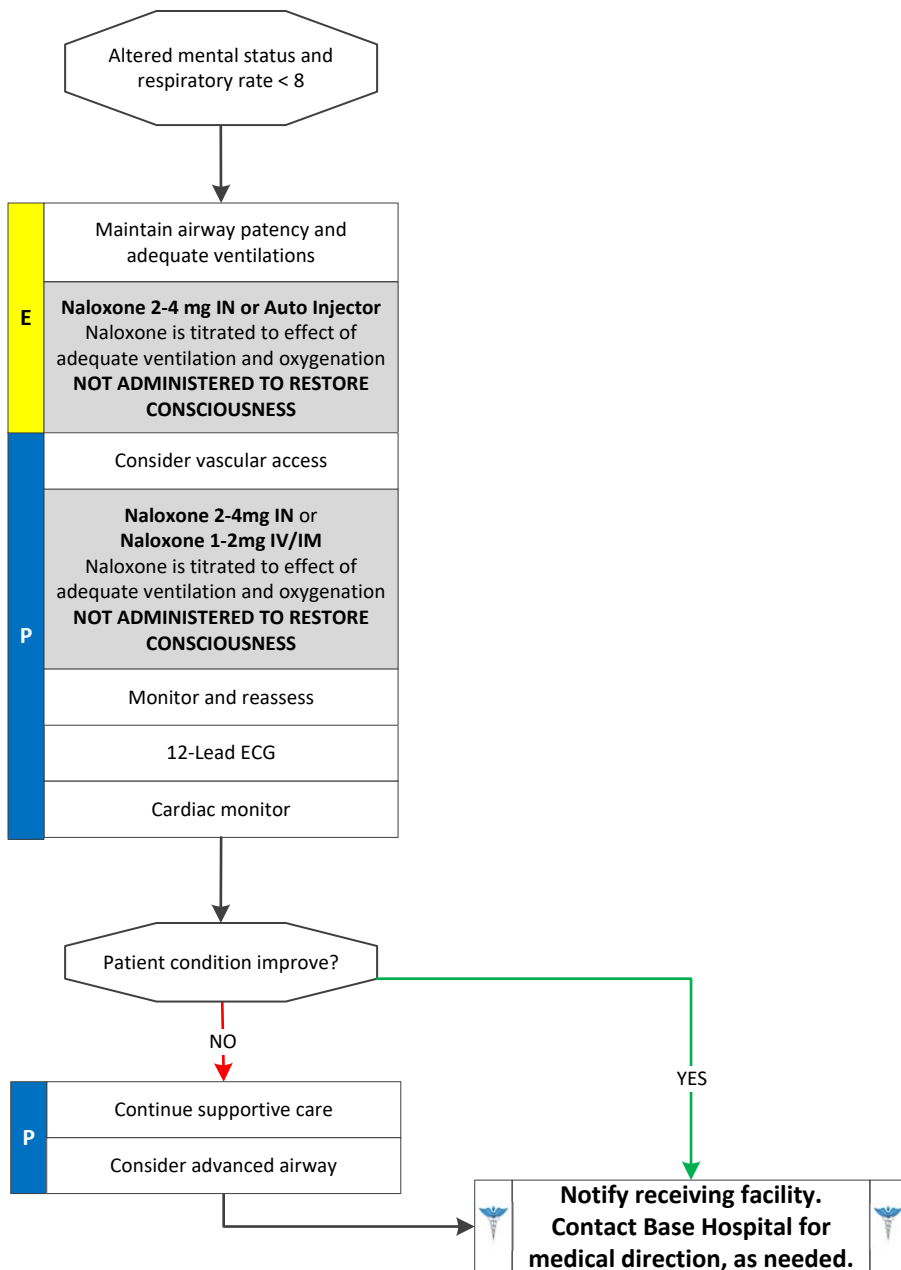 Altered mental status and
respiratory rate < 8
E
Maintain airway patency and
adequate ventilations
Naloxone 2-4 mg IN or Auto Injector
Naloxone is titrated to effect of
adequate ventilation and oxygenation
NOT ADMINISTERED TO RESTORE
CONSCIOUSNESS
P
Consider vascular access
Naloxone 2-4mg IN or
Naloxone 1-2mg IV/IM
Naloxone is titrated to effect of
adequate ventilation and oxygenation
NOT ADMINISTERED TO RESTORE
CONSCIOUSNESS
Monitor and reassess
12-Lead ECG
Cardiac monitor
Patient condition improve?
NO
YES
P
Continue supportive care
Consider advanced airway
Notify receiving facility.
Contact Base Hospital for
medical direction, as needed.